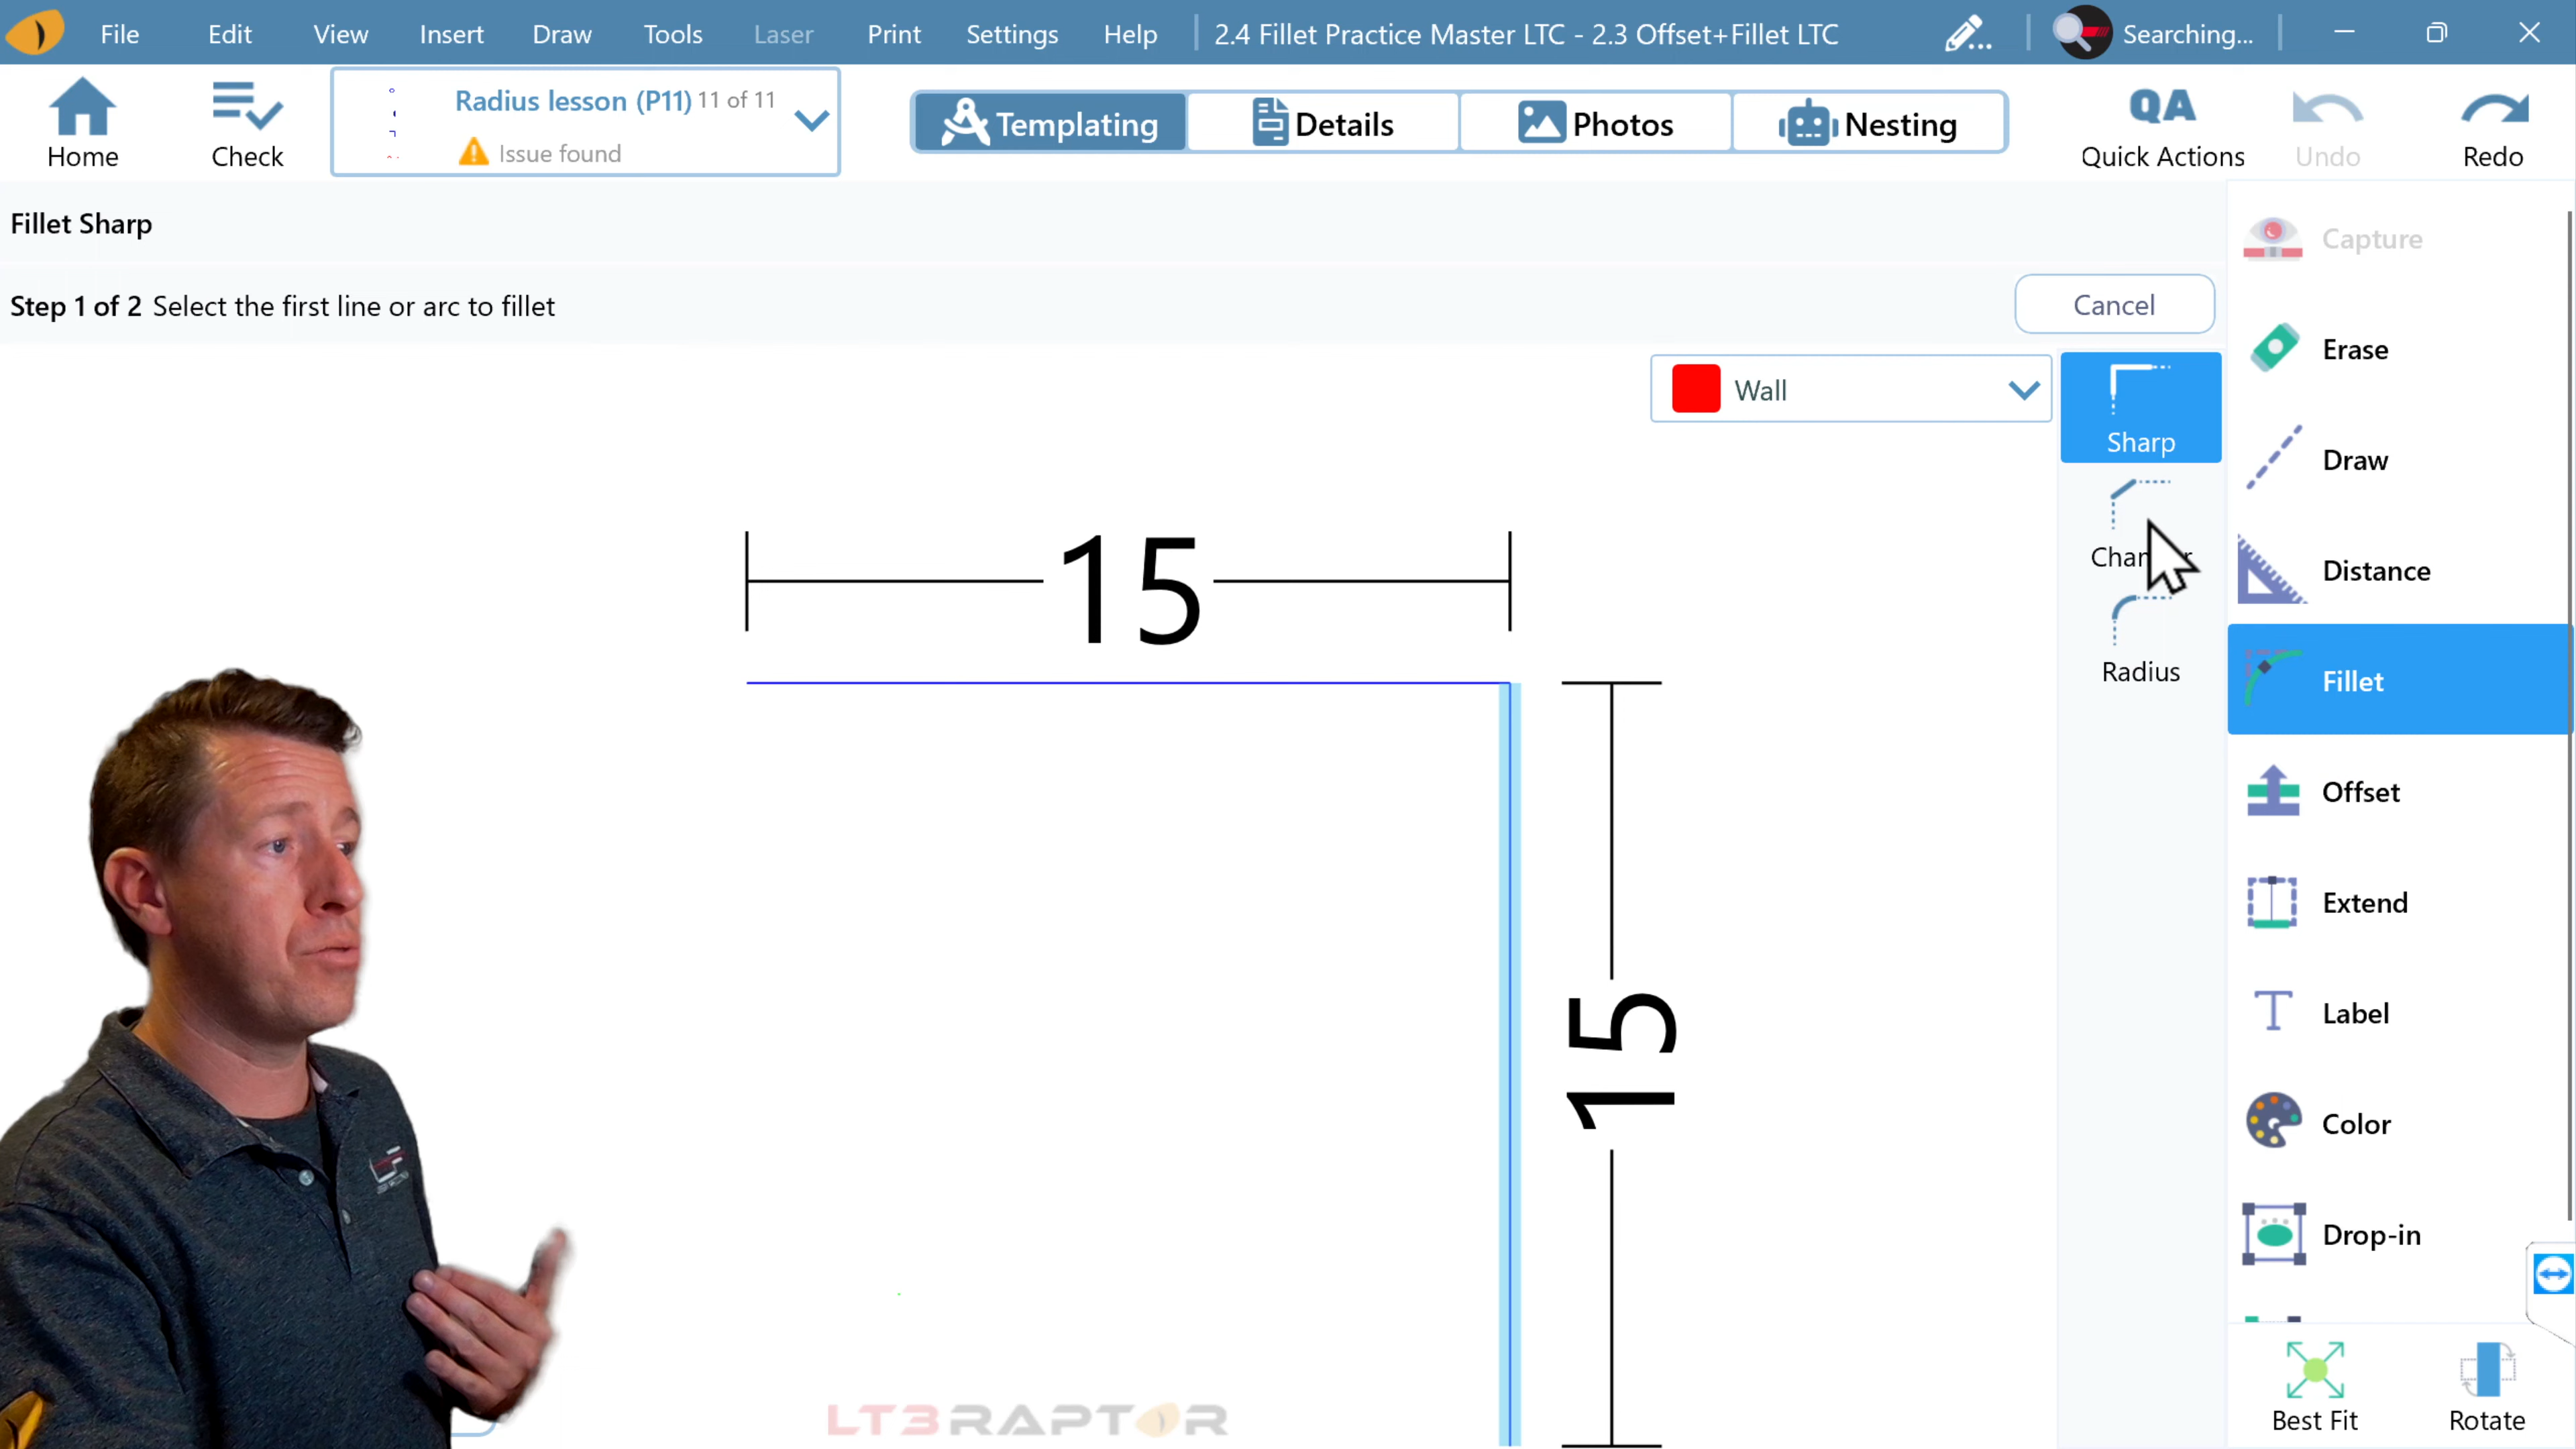 File Edit View Insert Draw Tools Laser Print Settings Help 2.4 Fillet Practice Master LTC - 2.3 Offset+Fillet LTC Searching...
Home
Check
Radius lesson (P11) 11 of 11
Issue found
Templating
Details
Photos
Nesting
QA
Quick Actions
Undo
Redo
Fillet Sharp
Step 1 of 2 Select the first line or arc to fillet
Cancel
Wall
Sharp
Radius
15
15
Capture
Erase
Draw
Distance
Fillet
Offset
Extend
Label
Color
Drop-in
Best Fit
Rotate
LT3RAPTOR